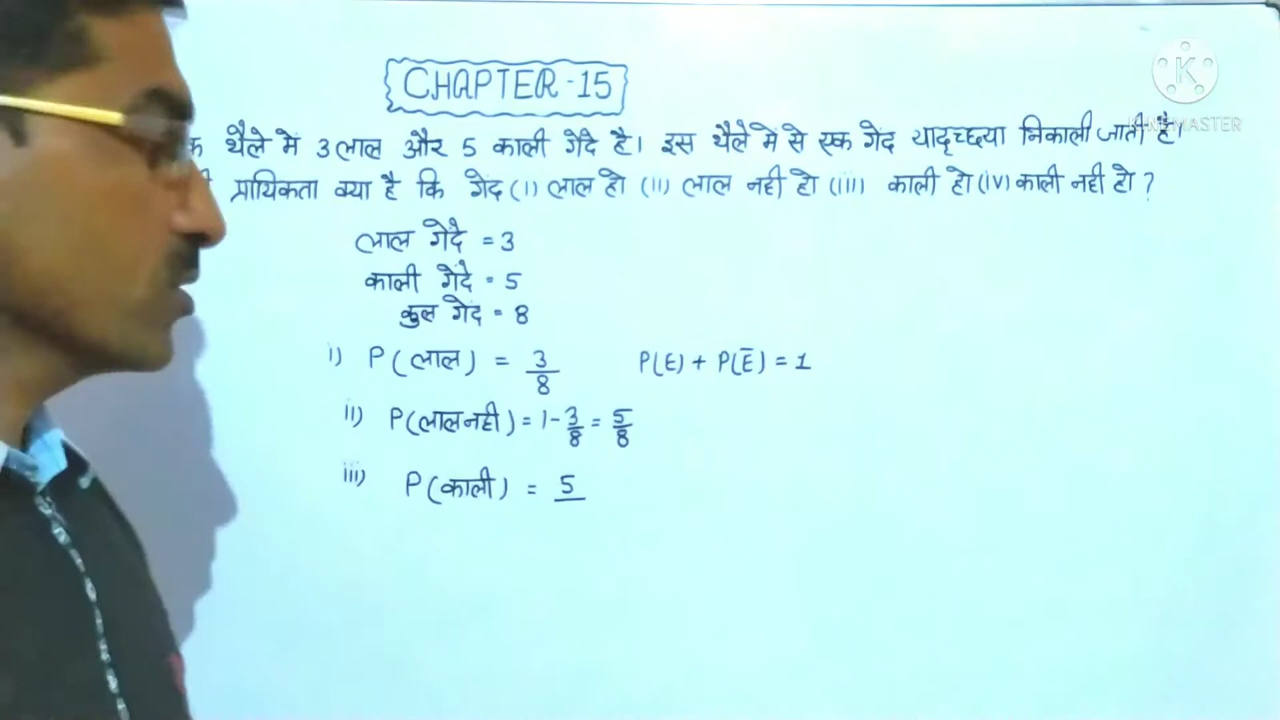 CHAPTER-15
K
KINEMASTER
क थैले मे 3 लाल और 5 काली गेंदे है। इस थैले मे से एक गेद यादृच्छ्या निकाली जाती है
प्रायिकता क्या है कि गेंद (I) लाल हो (II) लाल नही हो (III) काली हो (IV) काली नही हो ?
लाल गेंदे = 3
काली गेंदे = 5
कुल गेंद = 8
i) P(लाल) = 3/8 P(E) + P(Ē) = 1
ii) P(लाल नही) = 1 - 3/8 = 5/8
iii) P(काली) = 5